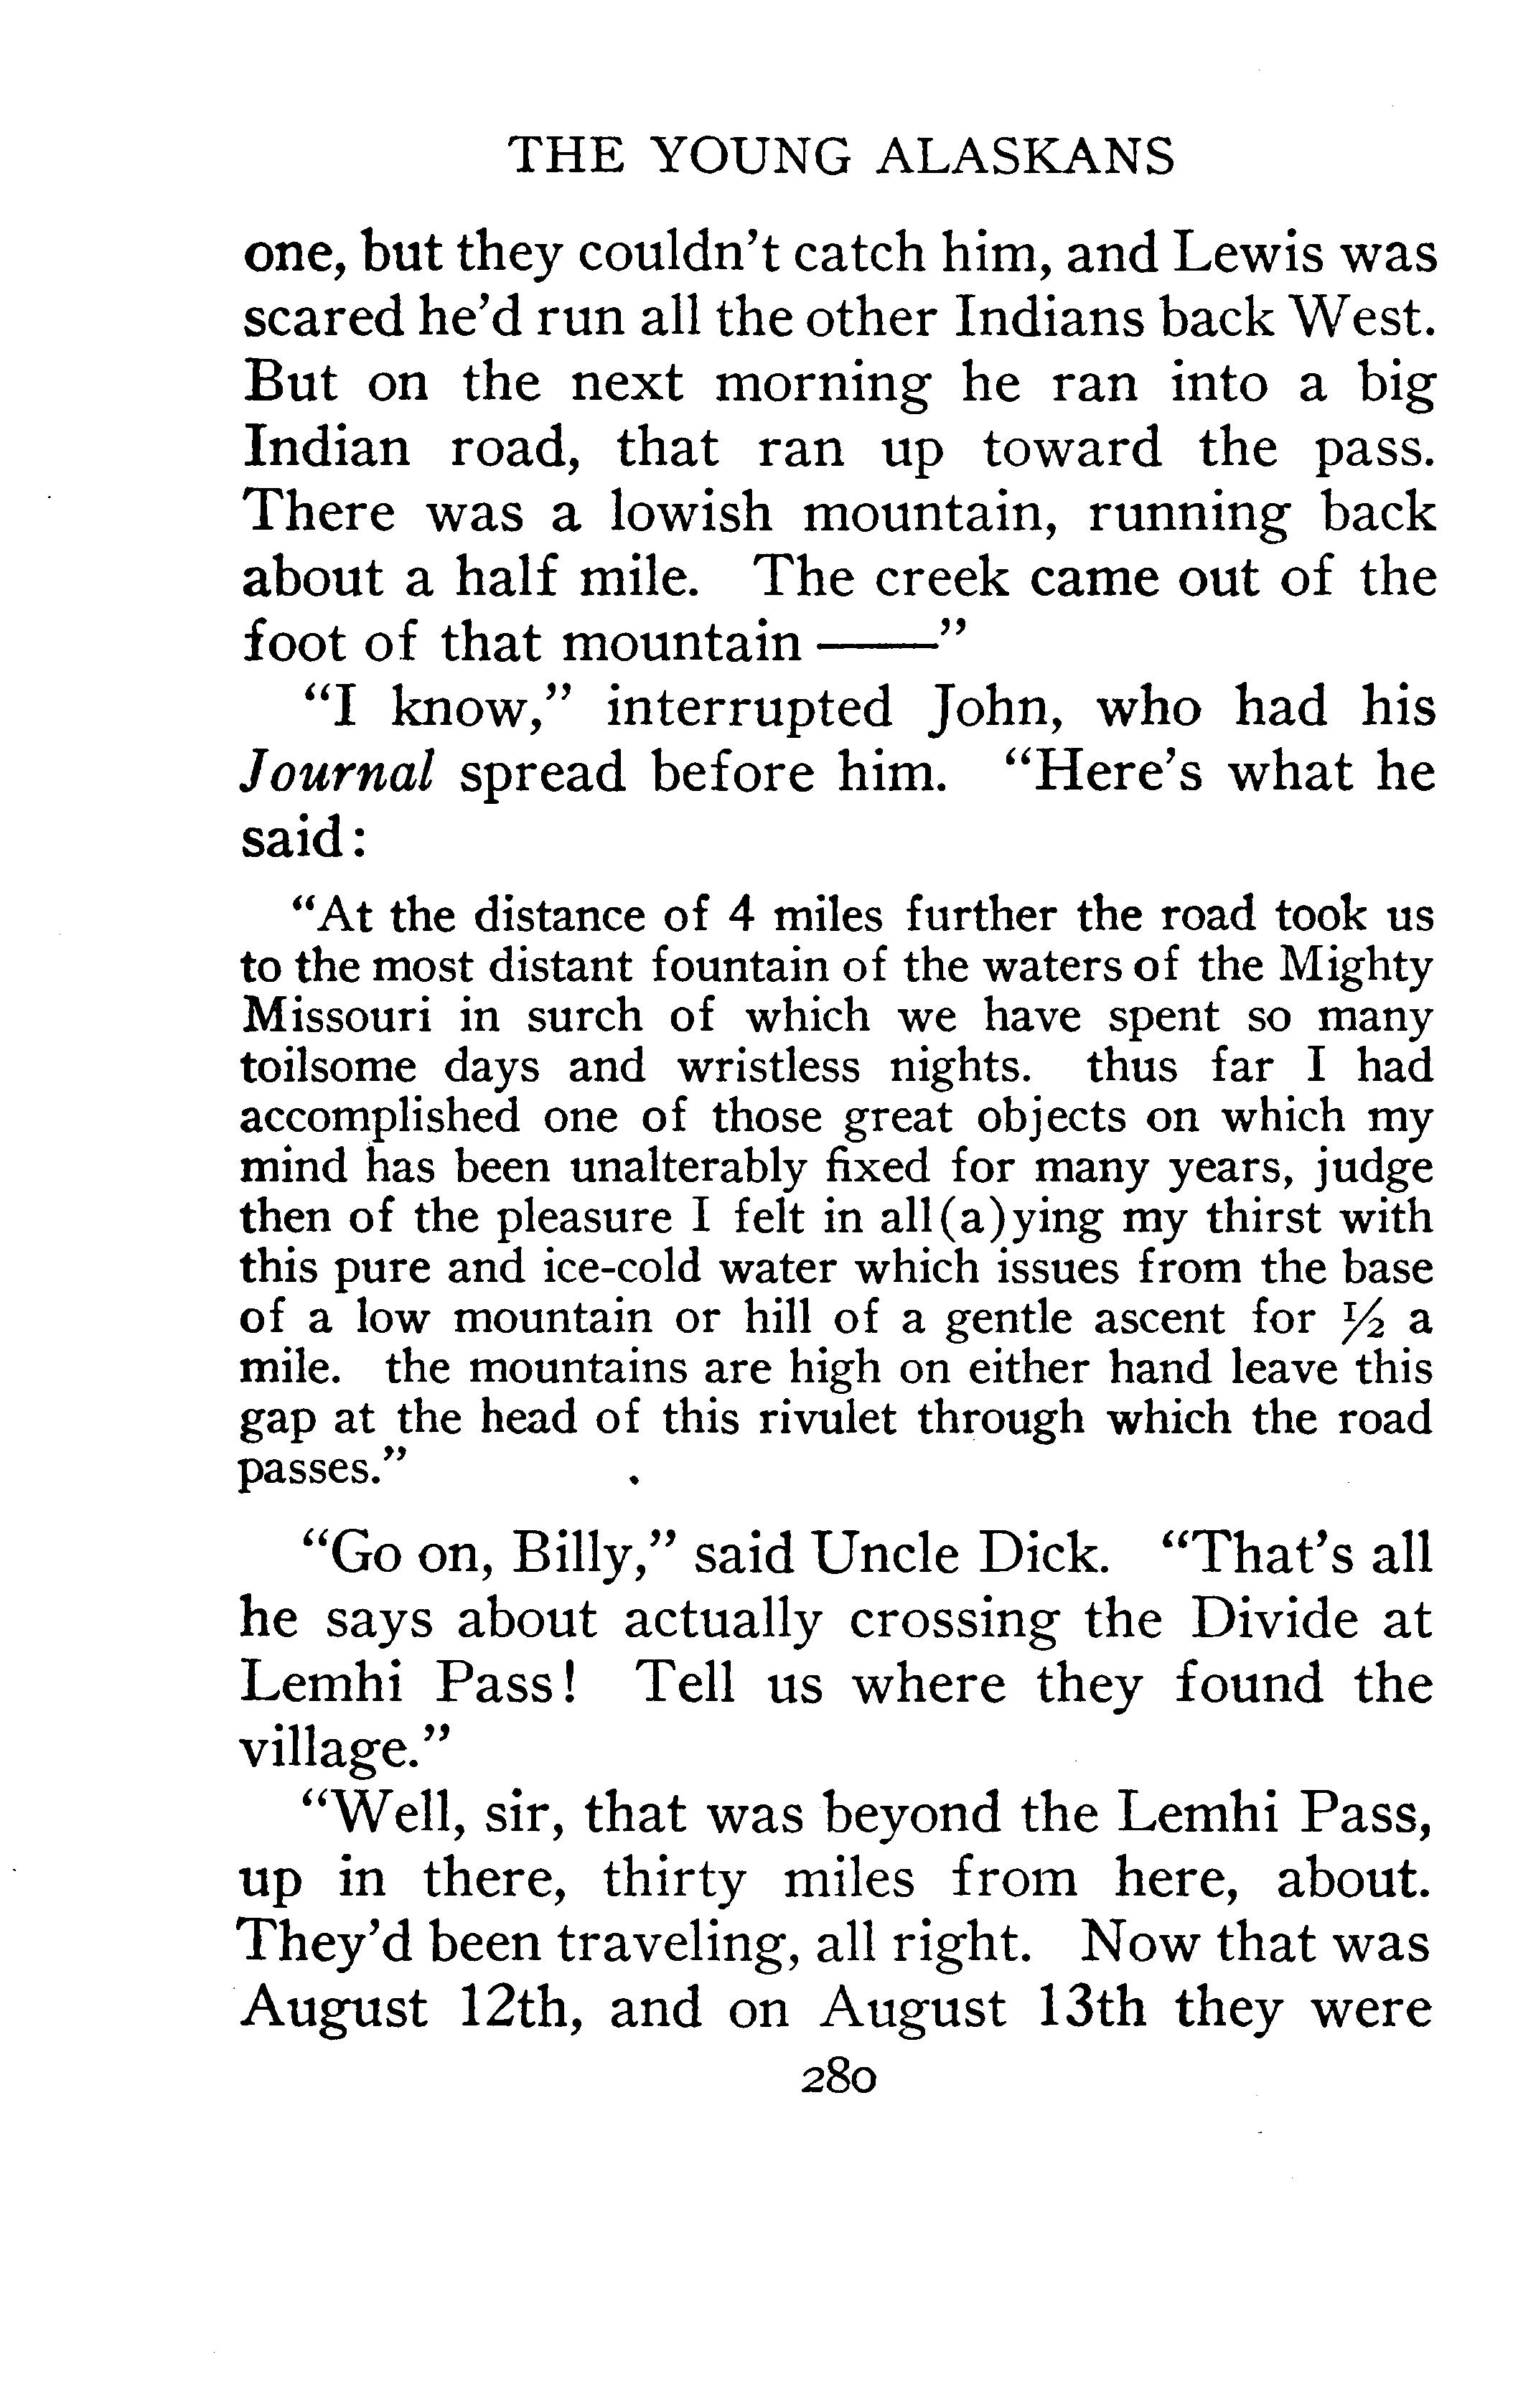 THE YOUNG ALASKANS
one, but they couldn't catch him, and Lewis was
scared he'd run all the other Indians back West.
But on the next morning he ran into a big
Indian road, that ran up toward the pass.
There was a lowish mountain, running back
about a half mile. The creek came out of the
foot of that mountain ——"
"I know," interrupted John, who had his
Journal spread before him. "Here's what he
said:
"At the distance of 4 miles further the road took us
to the most distant fountain of the waters of the Mighty
Missouri in surch of which we have spent so many
toilsome days and wristless nights. thus far I had
accomplished one of those great objects on which my
mind has been unalterably fixed for many years, judge
then of the pleasure I felt in all(a)ying my thirst with
this pure and ice-cold water which issues from the base
of a low mountain or hill of a gentle ascent for ½ a
mile. the mountains are high on either hand leave this
gap at the head of this rivulet through which the road
passes."
"Go on, Billy," said Uncle Dick. "That's all
he says about actually crossing the Divide at
Lemhi Pass! Tell us where they found the
village."
"Well, sir, that was beyond the Lemhi Pass,
up in there, thirty miles from here, about.
They'd been traveling, all right. Now that was
August 12th, and on August 13th they were
280